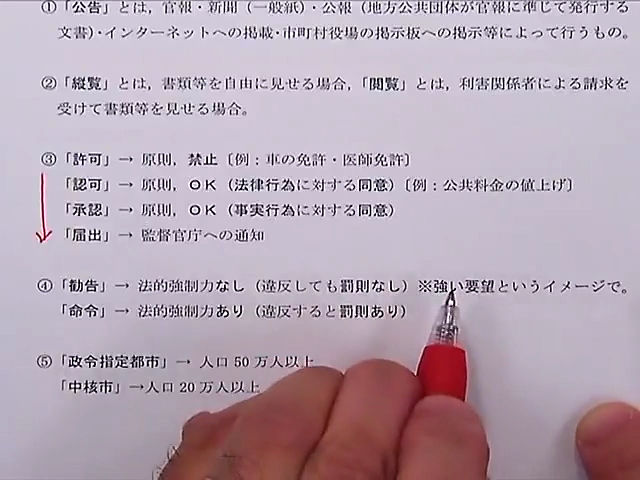 ①「公告」とは，官報・新聞（一般紙）・公報（地方公共団体が官報に準じて発行する
文書）・インターネットへの掲載・市町村役場の掲示板への掲示等によって行うもの。
②「縦覧」とは，書類等を自由に見せる場合，「閲覧」とは，利害関係者による請求を
受けて書類等を見せる場合。
③「許可」→ 原則，禁止〔例：車の免許・医師免許〕
「認可」→ 原則，ＯＫ（法律行為に対する同意）〔例：公共料金の値上げ〕
「承認」→ 原則，ＯＫ（事実行為に対する同意）
「届出」→ 監督官庁への通知
④「勧告」→ 法的強制力なし（違反しても罰則なし）※強い要望というイメージで。
「命令」→ 法的強制力あり（違反すると罰則あり）
⑤「政令指定都市」→ 人口 50 万人以上
「中核市」→人口 20 万人以上